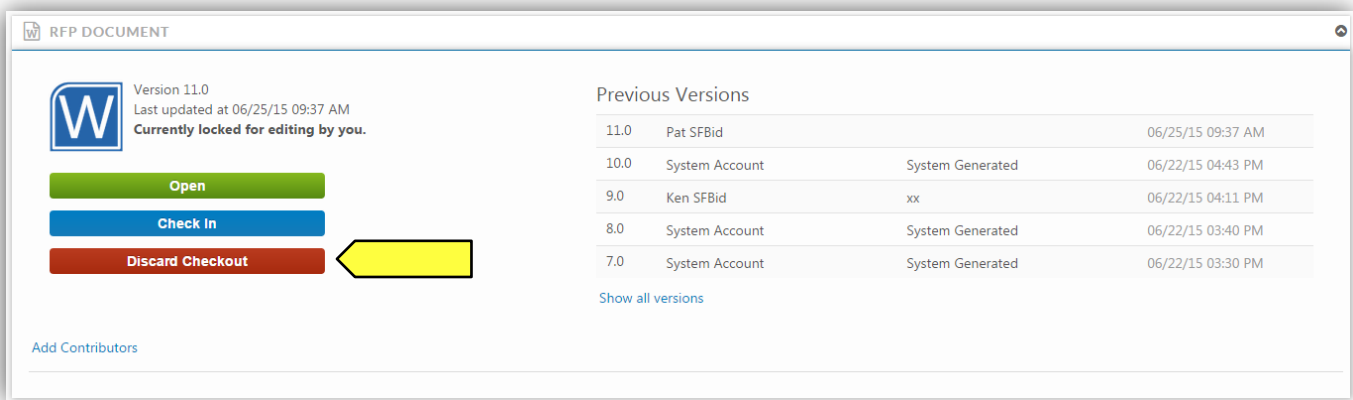 RFP DOCUMENT
W
Version 11.0
Last updated at 06/25/15 09:37 AM
Currently locked for editing by you.
Open
Check In
Discard Checkout
Previous Versions
11.0 Pat SFBid 06/25/15 09:37 AM
10.0 System Account System Generated 06/22/15 04:43 PM
9.0 Ken SFBid xx 06/22/15 04:11 PM
8.0 System Account System Generated 06/22/15 03:40 PM
7.0 System Account System Generated 06/22/15 03:30 PM
Show all versions
Add Contributors